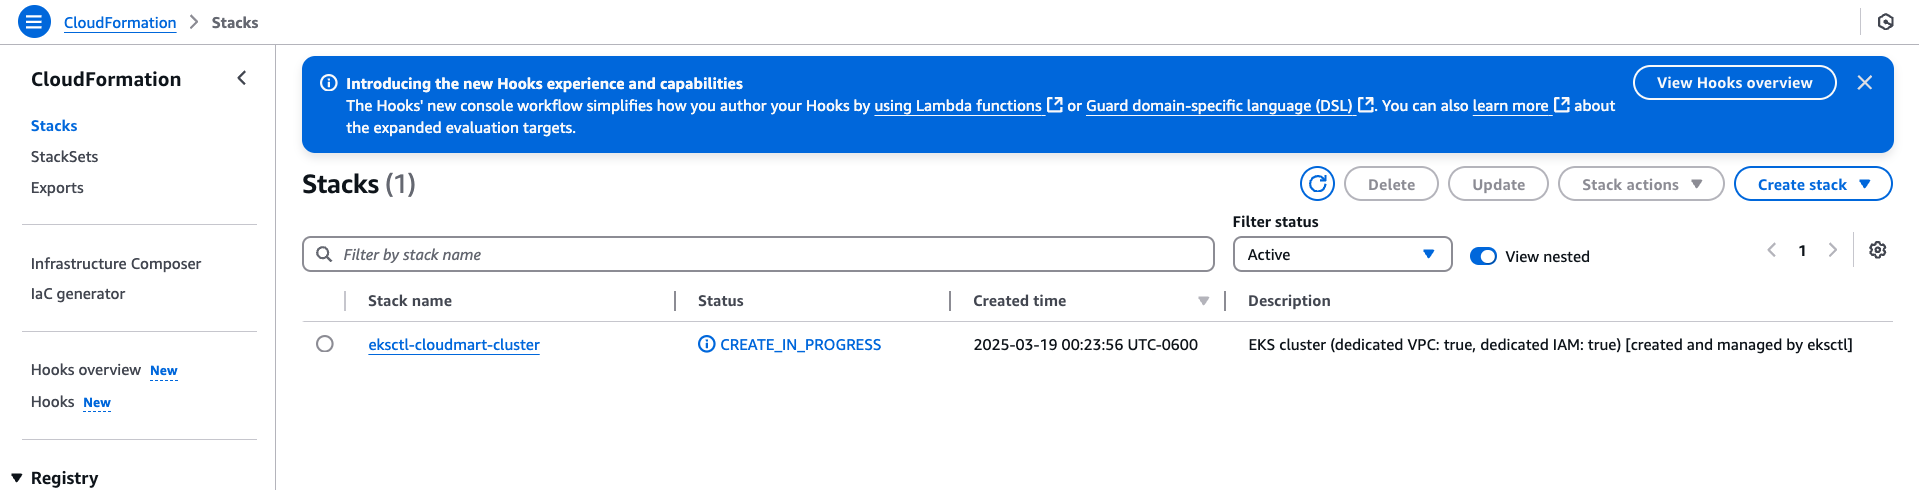 CloudFormation > Stacks
CloudFormation
Stacks
StackSets
Exports
Infrastructure Composer
IaC generator
Hooks overview New
Hooks New
Registry
Introducing the new Hooks experience and capabilities
The Hooks' new console workflow simplifies how you author your Hooks by using Lambda functions or Guard domain-specific language (DSL). You can also learn more about
the expanded evaluation targets.
View Hooks overview
Stacks (1)
Delete
Update
Stack actions
Create stack
Filter status
Filter by stack name
Active
View nested
1
Stack name Status Created time Description
eksctl-cloudmart-cluster CREATE_IN_PROGRESS 2025-03-19 00:23:56 UTC-0600 EKS cluster (dedicated VPC: true, dedicated IAM: true) [created and managed by eksctl]